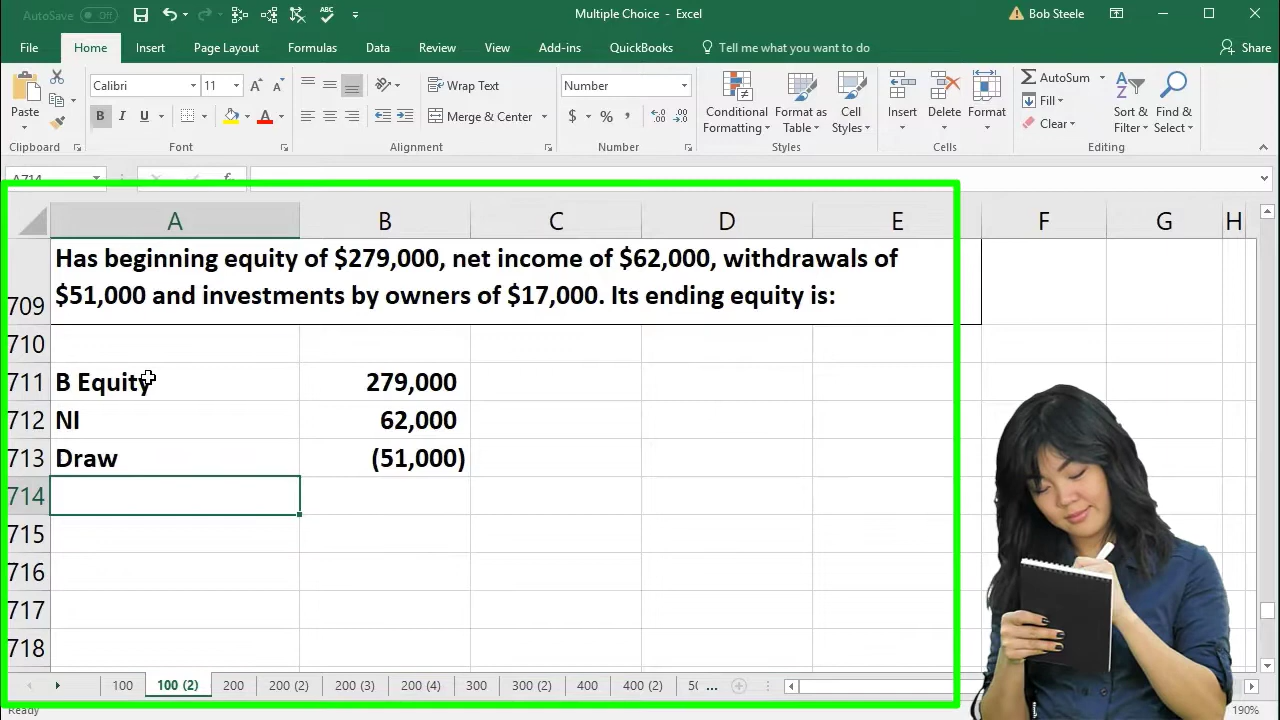 AutoSave Off
Multiple Choice - Excel
Bob Steele
File Home Insert Page Layout Formulas Data Review View Add-ins QuickBooks Tell me what you want to do Share
Calibri 11 Wrap Text Number AutoSum
Paste B I U Merge & Center $ % , Conditional Formatting Format as Table Cell Styles Insert Delete Format Fill Sort & Filter Find & Select
Clear
Clipboard Font Alignment Number Styles Cells Editing
A714
A B C D E F G H
709 Has beginning equity of $279,000, net income of $62,000, withdrawals of
$51,000 and investments by owners of $17,000. Its ending equity is:
710
711 B Equity 279,000
712 NI 62,000
713 Draw (51,000)
714
715
716
717
718
100 100 (2) 200 200 (2) 200 (3) 200 (4) 300 300 (2) 400 400 (2) ...
Ready 190%